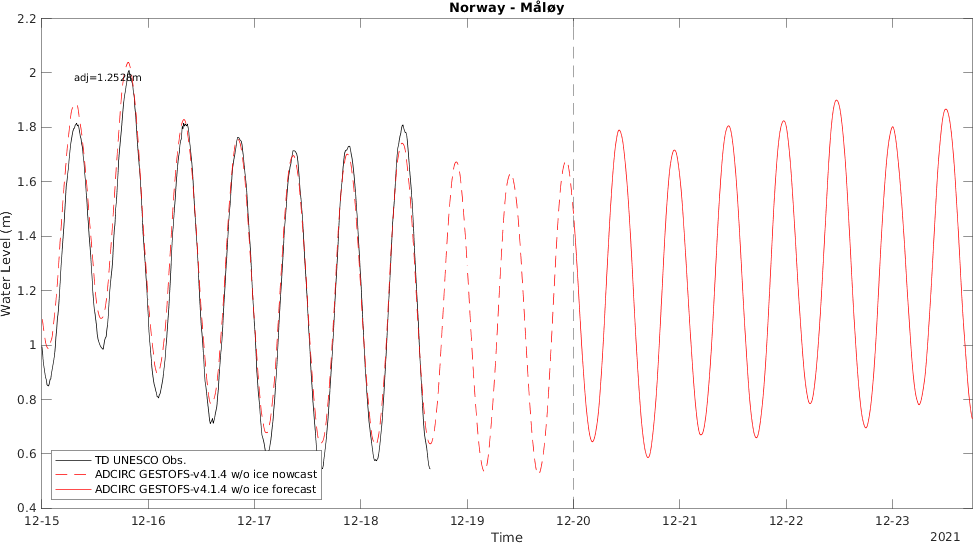 Norway - Måløy
2.2
2
1.8
1.6
1.4
1.2
1
0.8
0.6
0.4
Water Level (m)
adj=1.2528m
TD UNESCO Obs.
ADCIRC GESTOFS-v4.1.4 w/o ice nowcast
ADCIRC GESTOFS-v4.1.4 w/o ice forecast
12-15 12-16 12-17 12-18 12-19 12-20 12-21 12-22 12-23
Time
2021